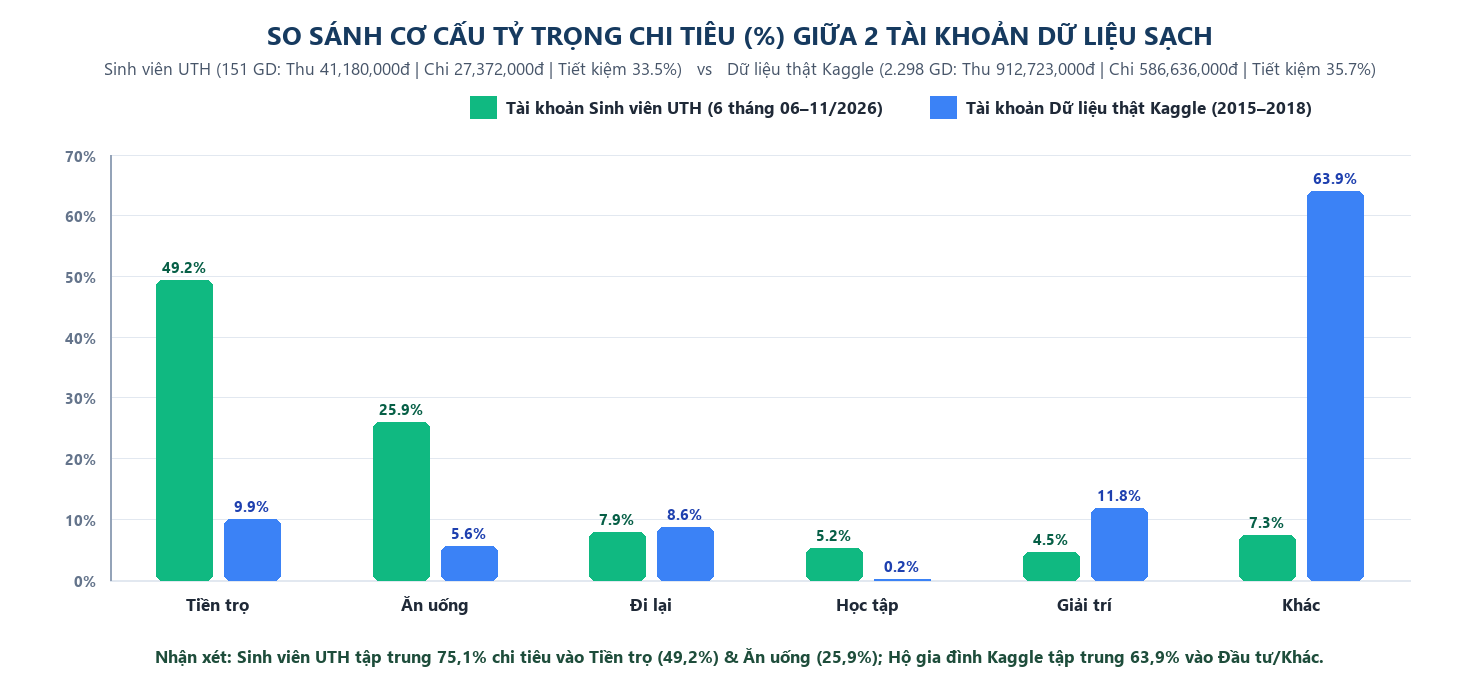 SO SÁNH CƠ CẤU TỶ TRỌNG CHI TIÊU (%) GIỮA 2 TÀI KHOẢN DỮ LIỆU SẠCH
Sinh viên UTH (151 GD: Thu 41,180,000đ | Chi 27,372,000đ | Tiết kiệm 33.5%) vs Dữ liệu thật Kaggle (2.298 GD: Thu 912,723,000đ | Chi 586,636,000đ | Tiết kiệm 35.7%)
Tài khoản Sinh viên UTH (6 tháng 06–11/2026) Tài khoản Dữ liệu thật Kaggle (2015–2018)
70%
60%
50%
40%
30%
20%
10%
0%
49.2% 9.9%
25.9% 5.6%
7.9% 8.6%
5.2% 0.2%
4.5% 11.8%
7.3% 63.9%
Tiền trọ Ăn uống Đi lại Học tập Giải trí Khác
Nhận xét: Sinh viên UTH tập trung 75,1% chi tiêu vào Tiền trọ (49,2%) & Ăn uống (25,9%); Hộ gia đình Kaggle tập trung 63,9% vào Đầu tư/Khác.